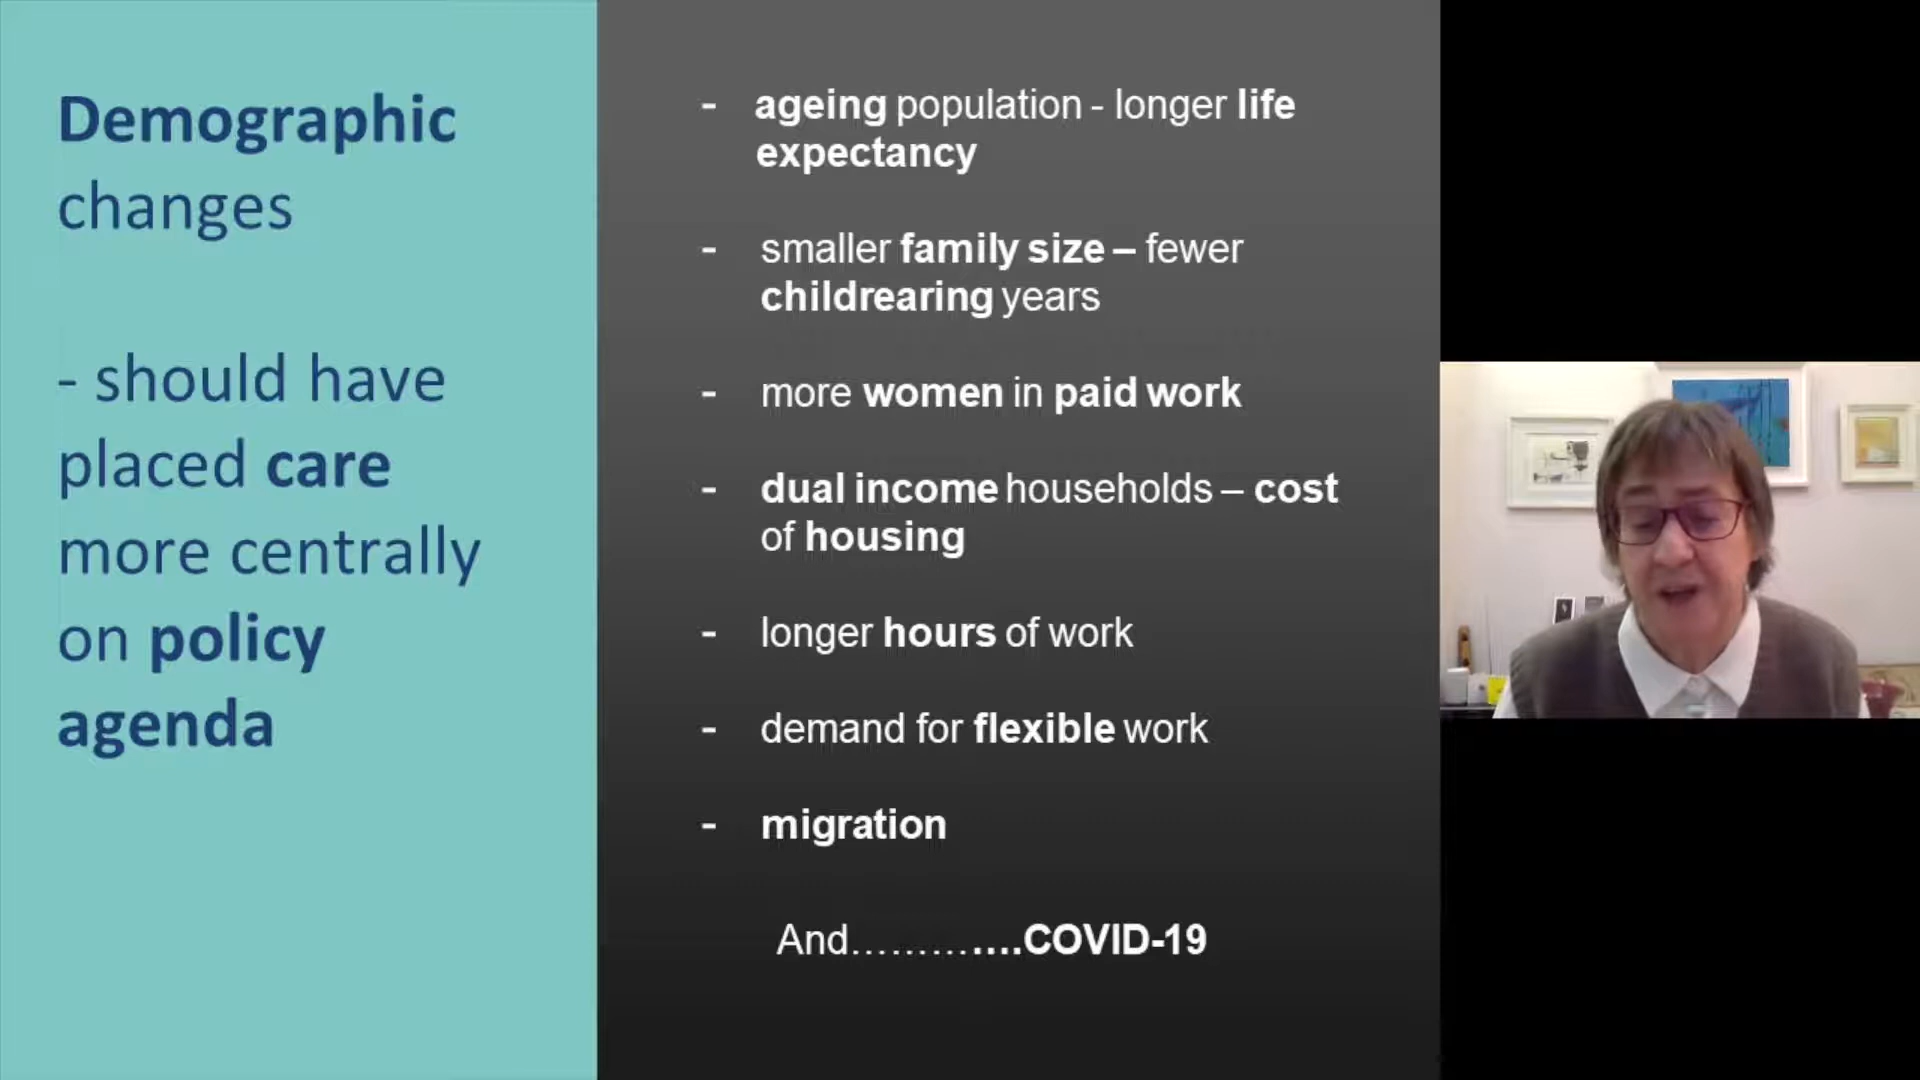 Demographic
changes
- should have
placed care
more centrally
on policy
agenda
- ageing population - longer life
expectancy
- smaller family size – fewer
childrearing years
- more women in paid work
- dual income households – cost
of housing
- longer hours of work
- demand for flexible work
- migration
And………….COVID-19